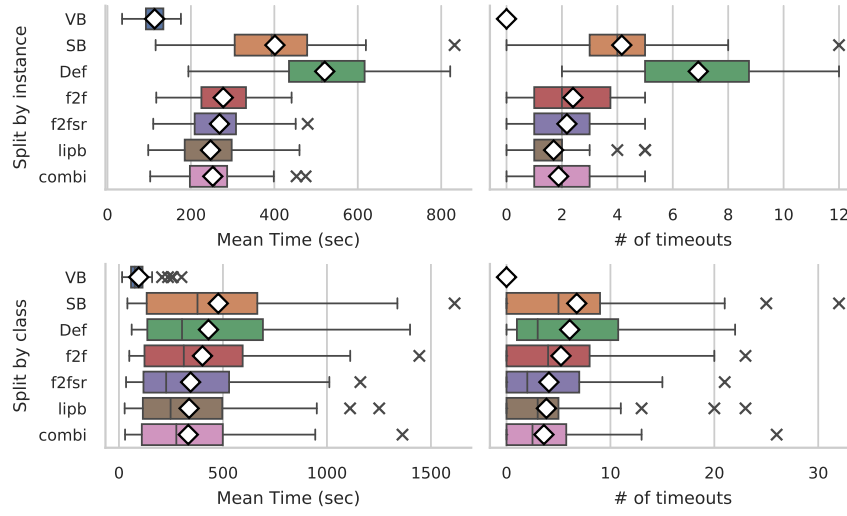 Split by instance
VB
SB
Def
f2f
f2fsr
lipb
combi
0 200 400 600 800
Mean Time (sec)
0 2 4 6 8 10 12
# of timeouts
Split by class
VB
SB
Def
f2f
f2fsr
lipb
combi
0 500 1000 1500
Mean Time (sec)
0 10 20 30
# of timeouts